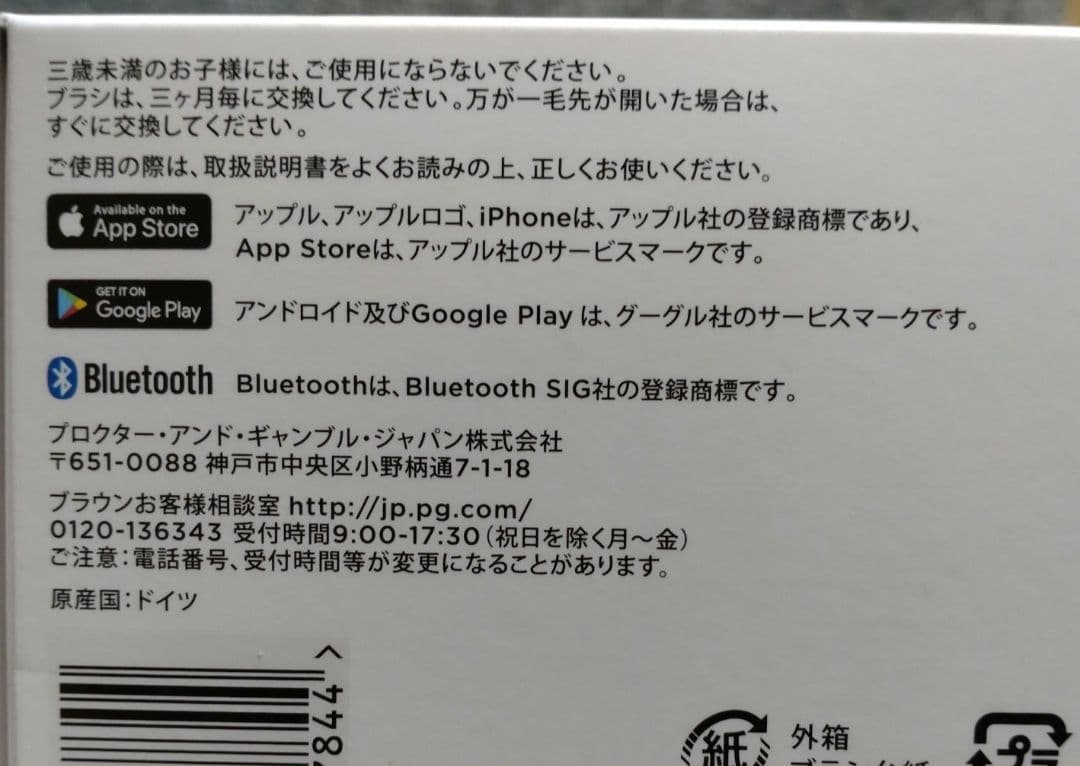 三歳未満のお子様には、ご使用にならないでください。
ブラシは、三ヶ月毎に交換してください。万が一毛先が開いた場合は、
すぐに交換してください。
ご使用の際は、取扱説明書をよくお読みの上、正しくお使いください。
Available on the
App Store
アップル、アップルロゴ、iPhoneは、アップル社の登録商標であり、
App Storeは、アップル社のサービスマークです。
GET IT ON
Google Play
アンドロイド及びGoogle Play は、グーグル社のサービスマークです。
Bluetooth Bluetoothは、Bluetooth SIG社の登録商標です。
プロクター・アンド・ギャンブル・ジャパン株式会社
〒651-0088 神戸市中央区小野柄通7-1-18
ブラウンお客様相談室 http://jp.pg.com/
0120-136343 受付時間9:00-17:30（祝日を除く月～金）
ご注意：電話番号、受付時間等が変更になることがあります。
原産国：ドイツ
紙
外箱
プラ